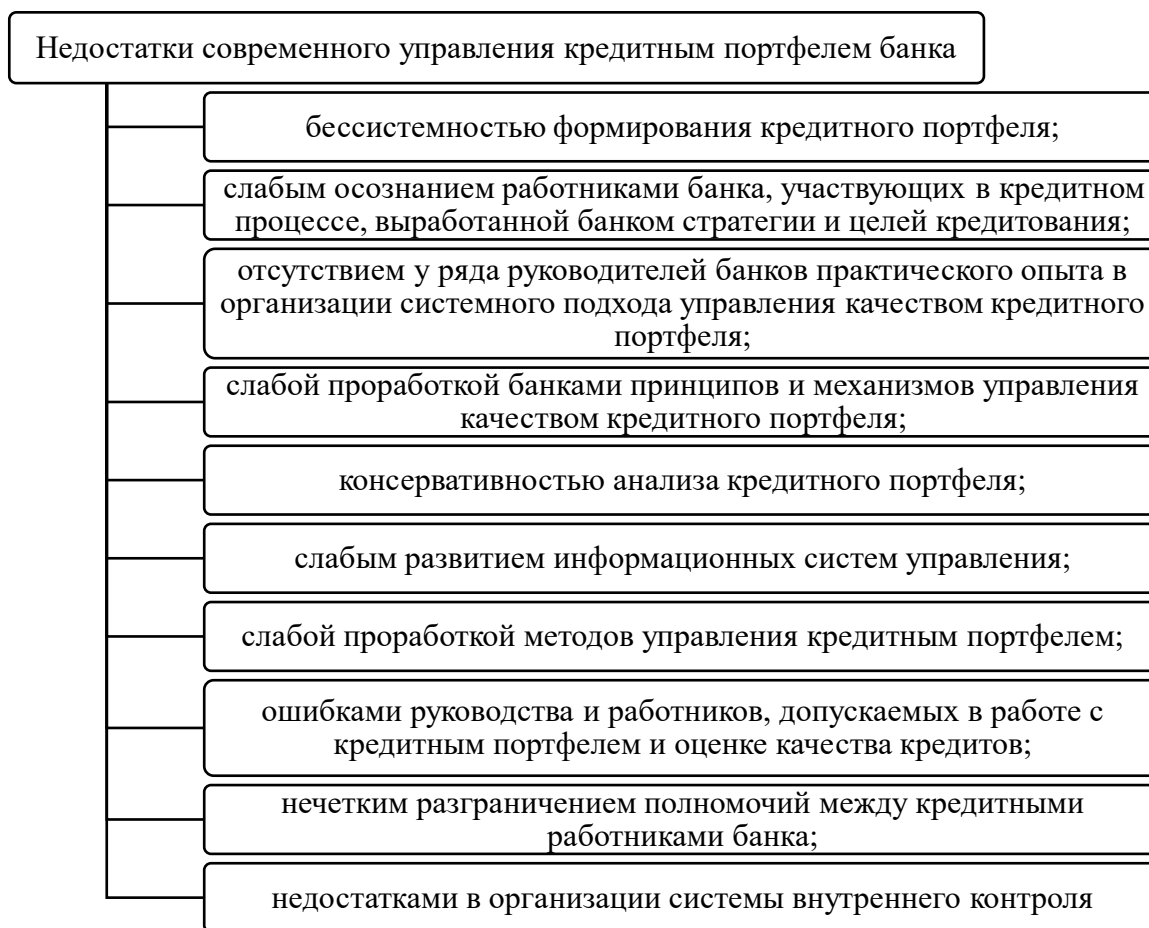 Недостатки современного управления кредитным портфелем банка
бессистемностью формирования кредитного портфеля;
слабым осознанием работниками банка, участвующих в кредитном
процессе, выработанной банком стратегии и целей кредитования;
отсутствием у ряда руководителей банков практического опыта в
организации системного подхода управления качеством кредитного
портфеля;
слабой проработкой банками принципов и механизмов управления
качеством кредитного портфеля;
консервативностью анализа кредитного портфеля;
слабым развитием информационных систем управления;
слабой проработкой методов управления кредитным портфелем;
ошибками руководства и работников, допускаемых в работе с
кредитным портфелем и оценке качества кредитов;
нечетким разграничением полномочий между кредитными
работниками банка;
недостатками в организации системы внутреннего контроля